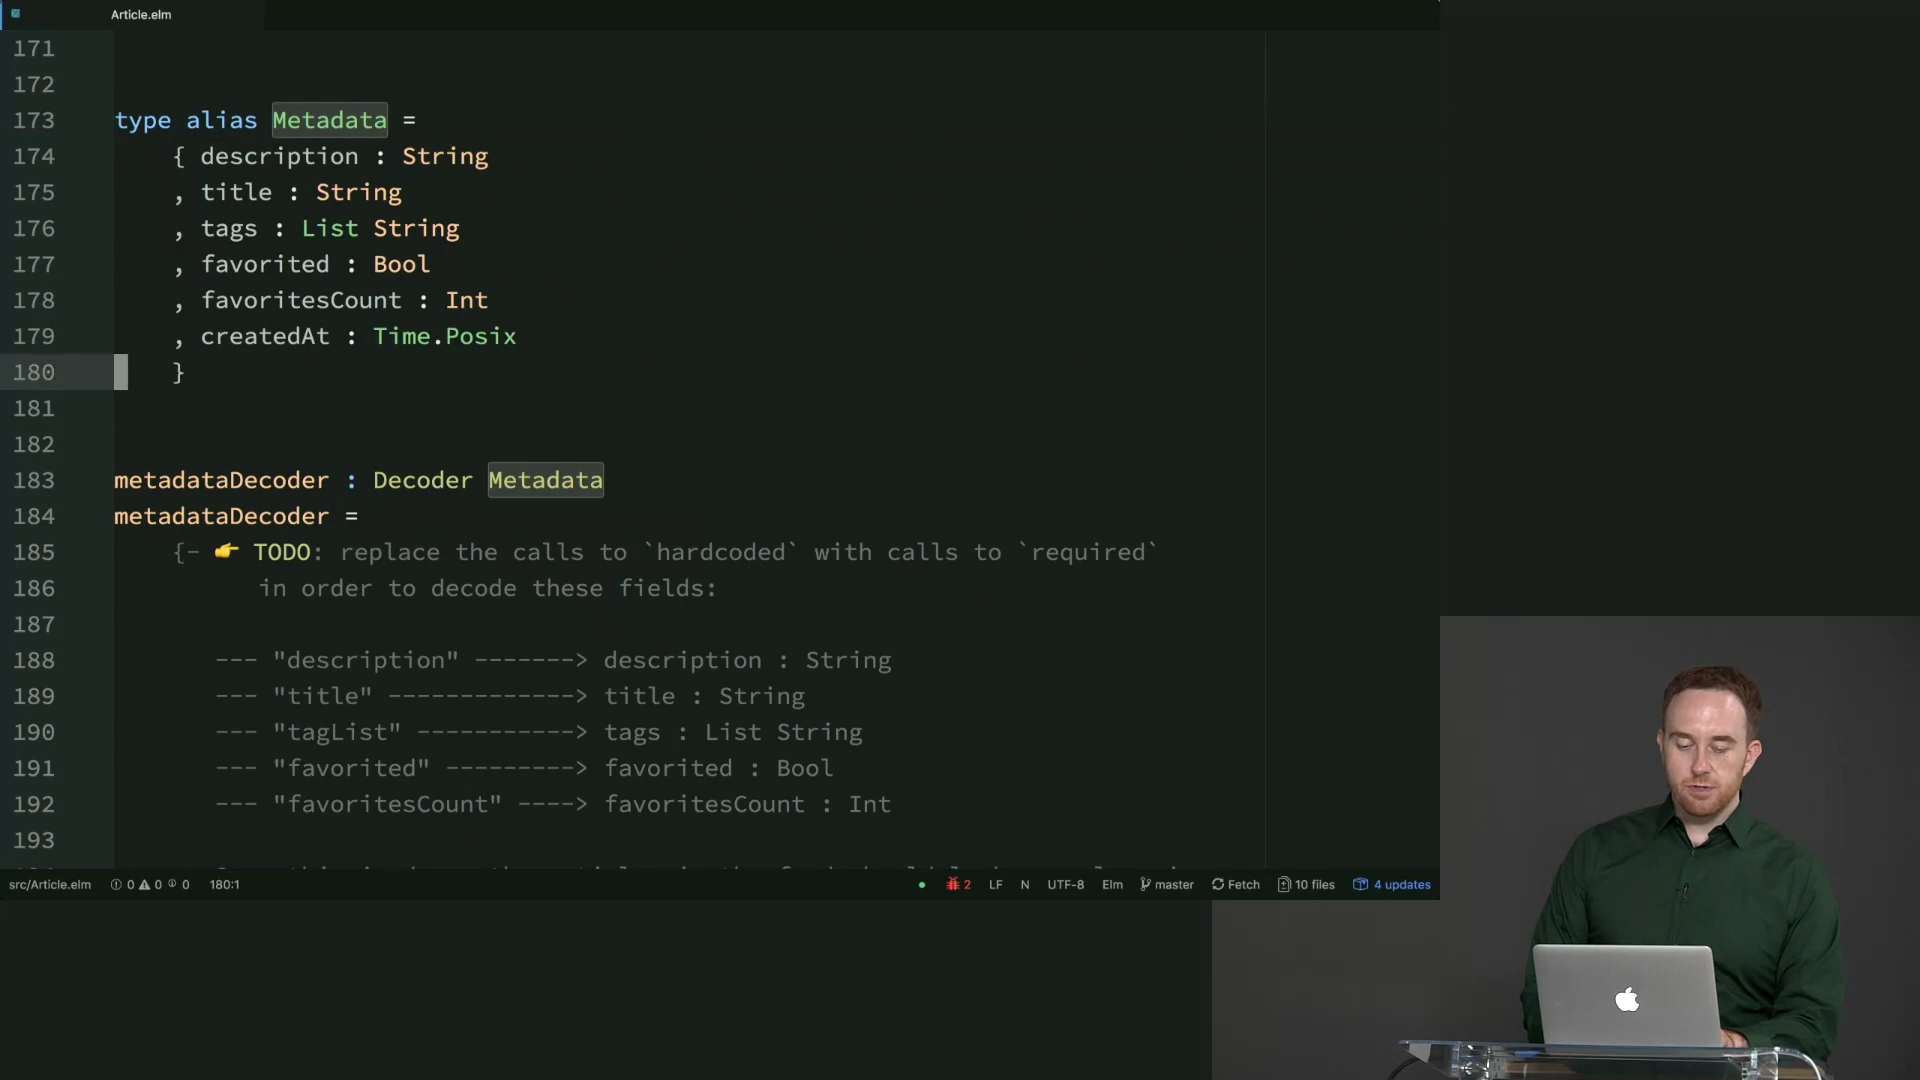 Article.elm
171
172
173 type alias Metadata =
174 { description : String
175 , title : String
176 , tags : List String
177 , favorited : Bool
178 , favoritesCount : Int
179 , createdAt : Time.Posix
180 }
181
182
183 metadataDecoder : Decoder Metadata
184 metadataDecoder =
185 {- 👉 TODO: replace the calls to `hardcoded` with calls to `required`
186 in order to decode these fields:
187
188 --- "description" -------> description : String
189 --- "title" -------------> title : String
190 --- "tagList" -----------> tags : List String
191 --- "favorited" ---------> favorited : Bool
192 --- "favoritesCount" ----> favoritesCount : Int
193
src/Article.elm 0 0 0 180:1 2 LF N UTF-8 Elm master Fetch 10 files 4 updates